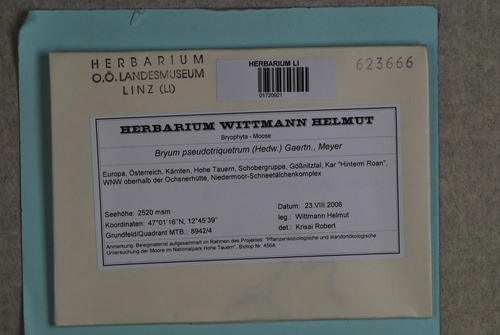 HERBARIUM
O.Ö. LANDESMUSEUM
LINZ (LI)
HERBARIUM LI
01720921
623666
HERBARIUM WITTMANN HELMUT
Bryophyta - Moose
Bryum pseudotriquetrum (Hedw.) Gaertn., Meyer
Europa, Österreich, Kärnten, Hohe Tauern, Schobergruppe, Gößnitztal, Kar "Hinterm Roan",
WNW oberhalb der Ochsnerhütte, Niedermoor-Schneetälchenkomplex
Seehöhe: 2520 msm
Datum: 23.VIII.2006
Koordinaten: 47°01'16"N, 12°45'39"
leg.: Wittmann Helmut
Grundfeld/Quadrant MTB.: 8942/4
det.: Krisai Robert
Anmerkung: Belegmaterial aufgesammelt im Rahmen des Projektes: "Pflanzensoziologische und standortökologische
Untersuchung der Moore im Nationalpark Hohe Tauern", Biotop Nr. 456A